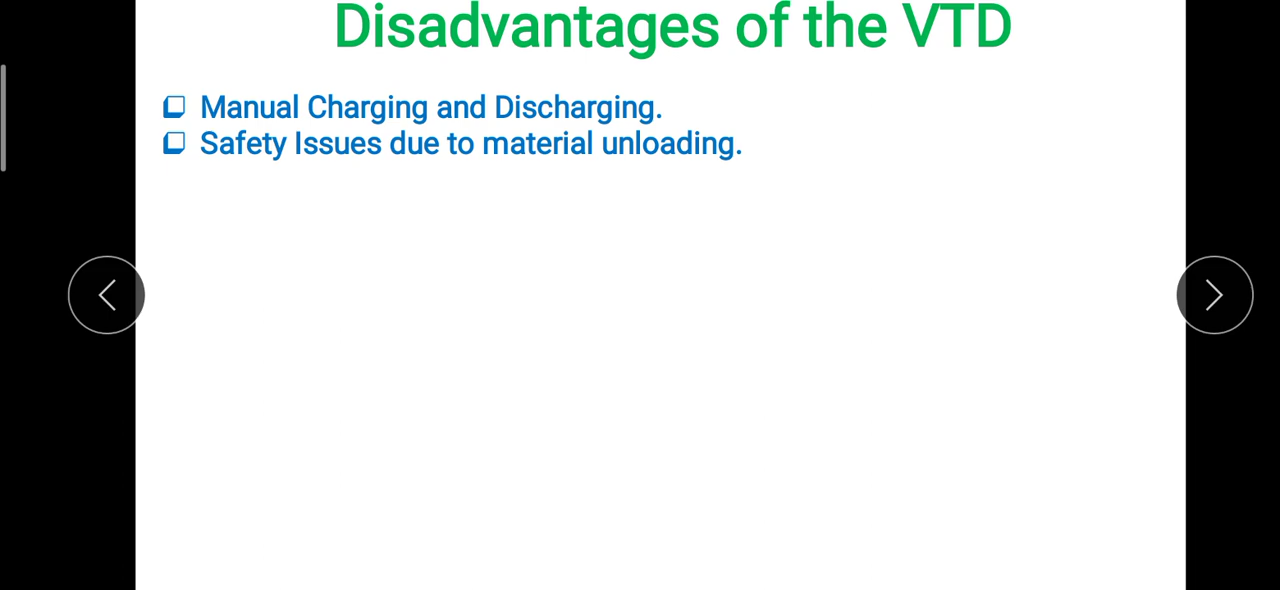 Disadvantages of the VTD
Manual Charging and Discharging.
Safety Issues due to material unloading.